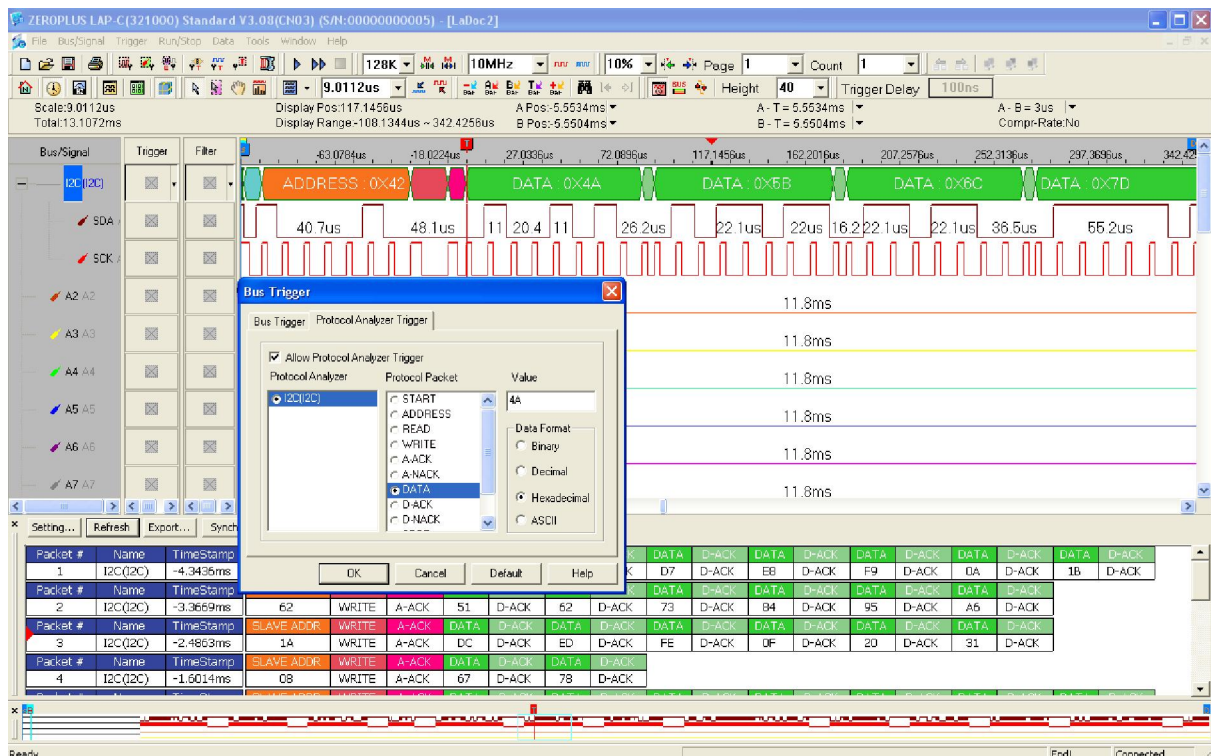 ZEROPLUS LAP-C(321000) Standard V3.08(CN03) (S/N:00000000005) - [LaDoc2]
File Bus/Signal Trigger Run/Stop Data Tools Window Help
128K 10MHz 10% Page 1 Count 1
9.0112us Height 40 Trigger Delay 100ns
Scale:9.0112us Display Pos:117.1456us A Pos:-5.5534ms A - T = 5.5534ms A - B = 3us
Total:13.1072ms Display Range:-108.1344us ~ 342.4256us B Pos:-5.5504ms B - T = 5.5504ms Compr-Rate:No
Bus/Signal Trigger Filter -63.0784us -18.0224us 27.0336us 72.0896us 117.1456us 162.2016us 207.2576us 252.3136us 297.3696us
I2C(I2C) ADDRESS : 0X42 DATA : 0X4A DATA : 0X5B DATA : 0X6C DATA : 0X7D
SDA 40.7us 48.1us 11 20.4 11 26.2us 22.1us 22us 16.2 22.1us 22.1us 36.5us 55.2us
SCK
A2 A2 11.8ms
A3 A3 11.8ms
A4 A4 11.8ms
A5 A5 11.8ms
A6 A6 11.8ms
A7 A7 11.8ms
Bus Trigger
Bus Trigger Protocol Analyzer Trigger
Allow Protocol Analyzer Trigger
Protocol Analyzer Protocol Packet Value
I2C(I2C) START 4A
ADDRESS
READ Data Format
WRITE Binary
A-ACK
A-NACK Decimal
DATA
D-ACK Hexadecimal
D-NACK ASCII
OK Cancel Default Help
Setting... Refresh Export... Synch
Packet # Name TimeStamp DATA D-ACK DATA D-ACK DATA D-ACK DATA D-ACK DATA D-ACK
1 I2C(I2C) -4.3436ms D7 D-ACK E8 D-ACK F9 D-ACK 0A D-ACK 1B D-ACK
Packet # Name TimeStamp DATA D-ACK DATA D-ACK DATA D-ACK DATA D-ACK
2 I2C(I2C) -3.3669ms 62 WRITE A-ACK 51 D-ACK 62 D-ACK 73 D-ACK 84 D-ACK 95 D-ACK A6 D-ACK
Packet # Name TimeStamp SLAVE ADDR WRITE A-ACK DATA D-ACK DATA D-ACK DATA D-ACK DATA D-ACK DATA D-ACK DATA D-ACK
3 I2C(I2C) -2.4863ms 1A WRITE A-ACK DC D-ACK ED D-ACK FE D-ACK 0F D-ACK 20 D-ACK 31 D-ACK
Packet # Name TimeStamp SLAVE ADDR WRITE A-ACK DATA D-ACK DATA D-ACK
4 I2C(I2C) -1.6014ms 08 WRITE A-ACK 67 D-ACK 78 D-ACK
Ready End! Connected